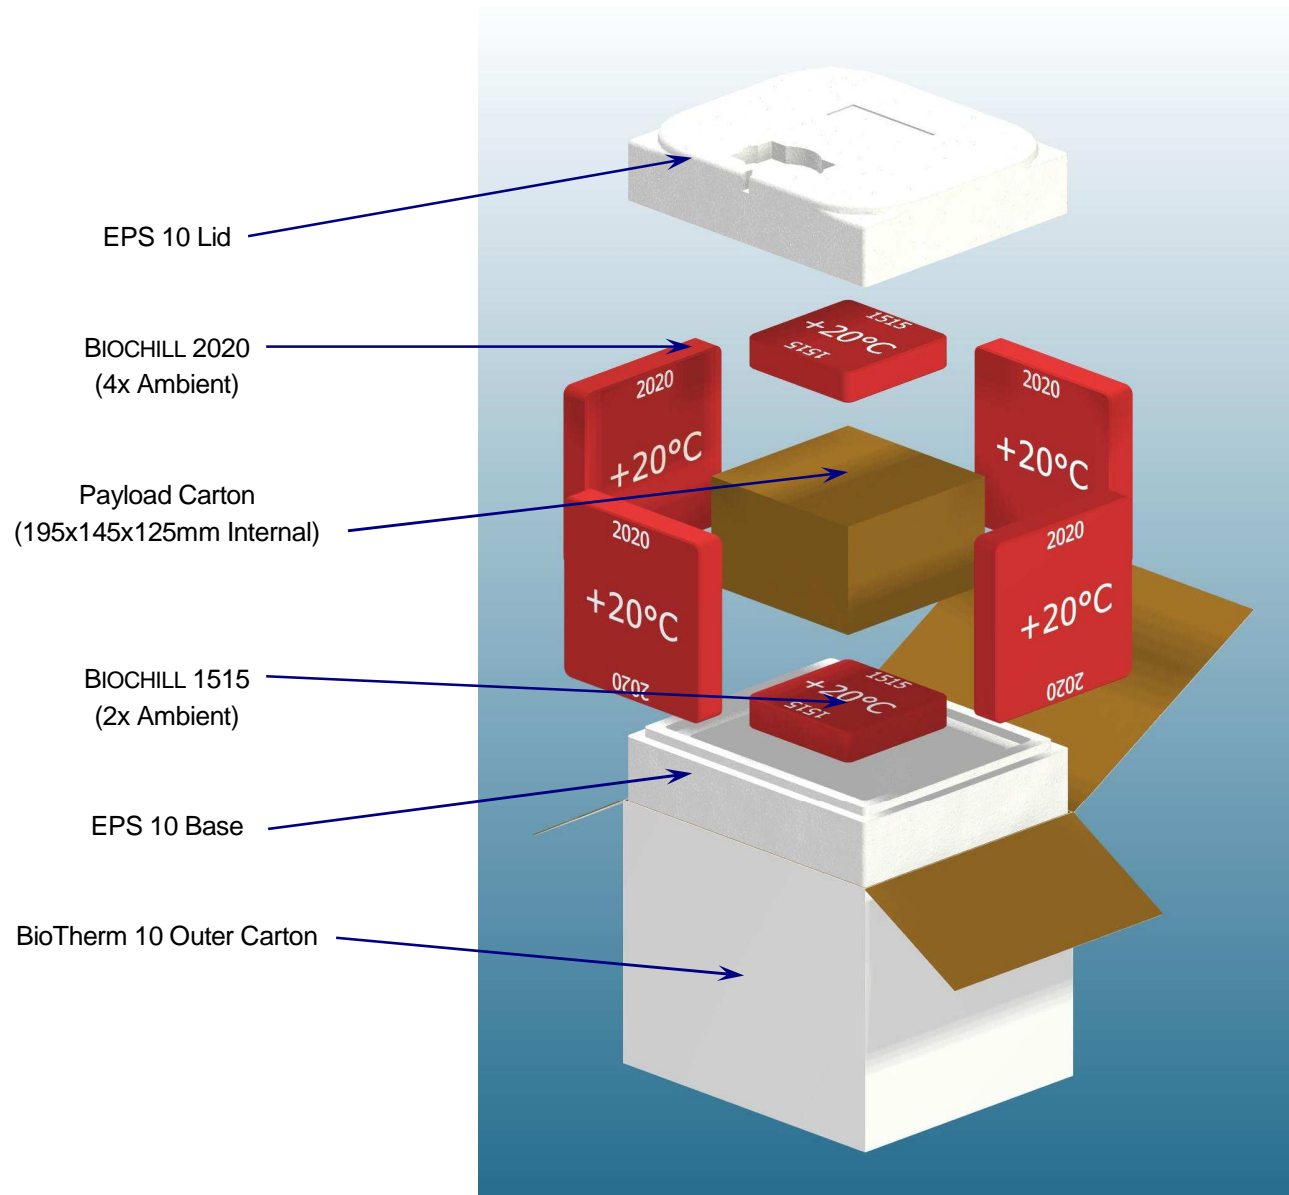 EPS 10 Lid
BIOCHILL 2020
(4x Ambient)
Payload Carton
(195x145x125mm Internal)
BIOCHILL 1515
(2x Ambient)
EPS 10 Base
BioTherm 10 Outer Carton
1515
+20°C
1515
2020
+20°C
2020
+20°C
2020
+20°C
2020
2020
+20°C
2020
1515
+20°C
1515